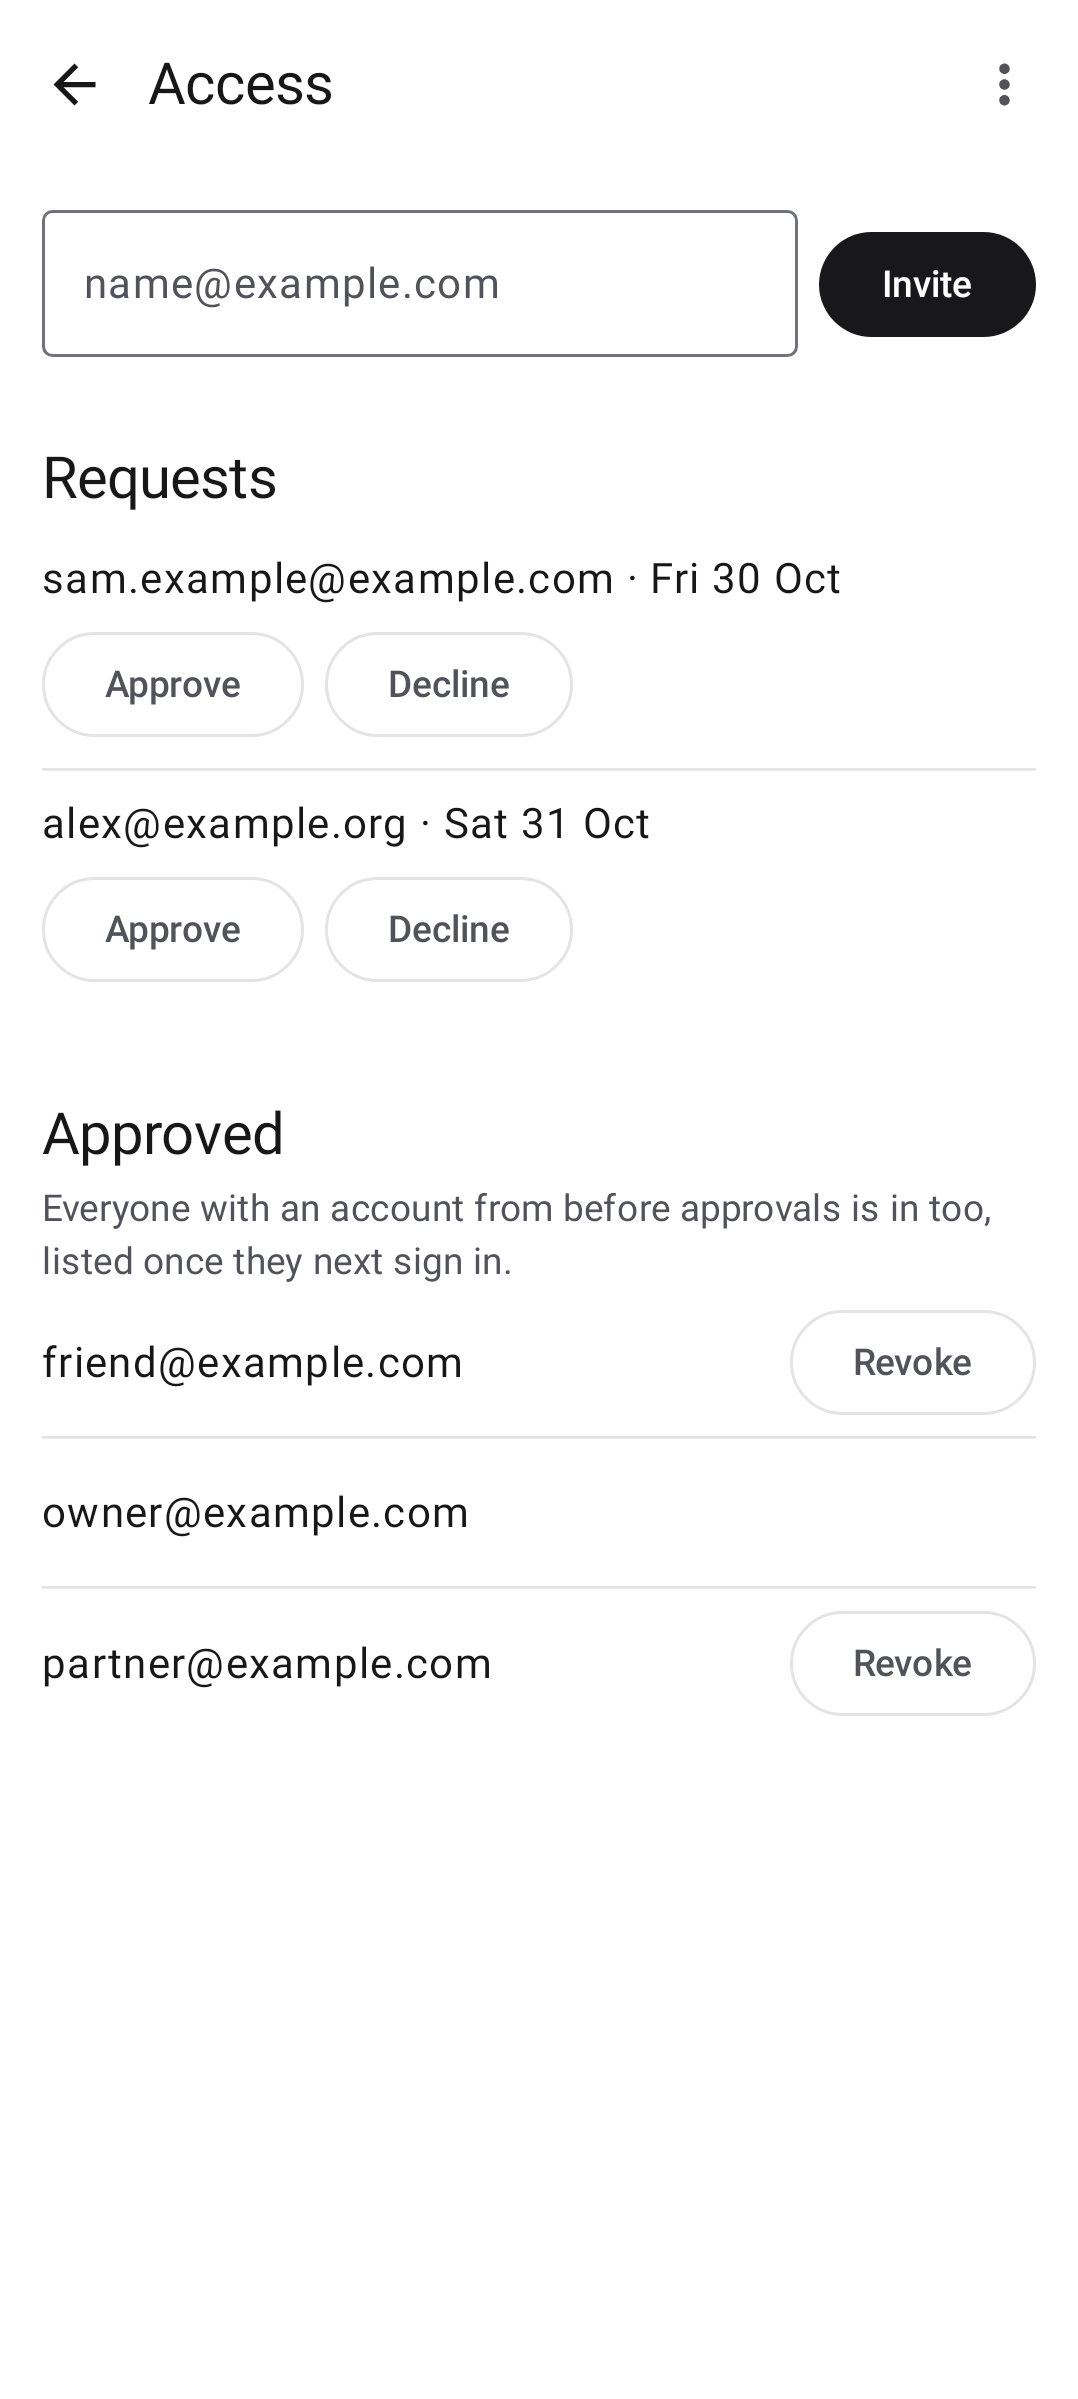 Access
name@example.com
Invite
Requests
sam.example@example.com · Fri 30 Oct
Approve Decline
alex@example.org · Sat 31 Oct
Approve Decline
Approved
Everyone with an account from before approvals is in too,
listed once they next sign in.
friend@example.com Revoke
owner@example.com
partner@example.com Revoke